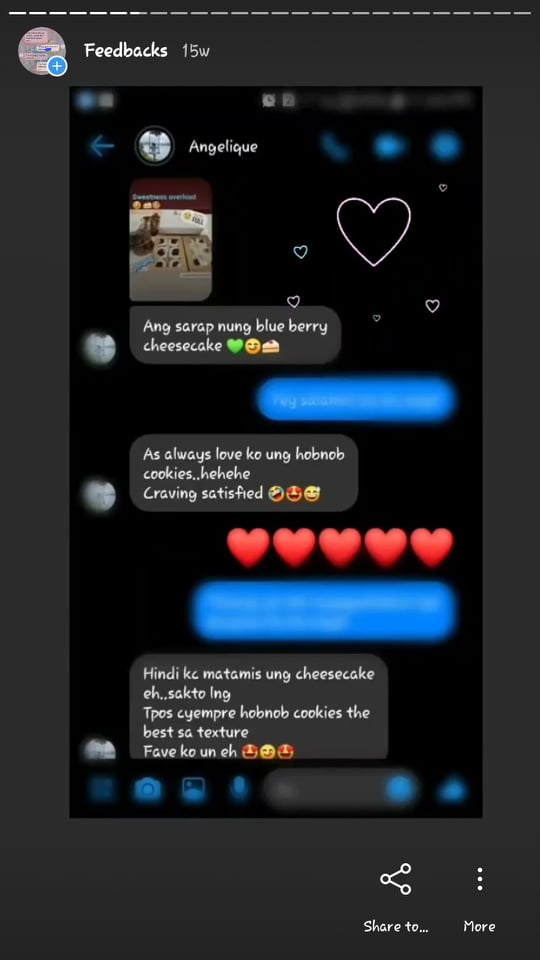 Feedbacks 15w
Angelique
Sweetness overload
FULL
Ang sarap nung blue berry
cheesecake 💚😋🍰
As always love ko ung hobnob
cookies..hehehe
Craving satisfied 🤣🤩😅
❤️❤️❤️❤️❤️
Hindi kc matamis ung cheesecake
eh..sakto lng
Tpos cyempre hobnob cookies the
best sa texture
Fave ko un eh 🤩😋🤩
Share to...
More